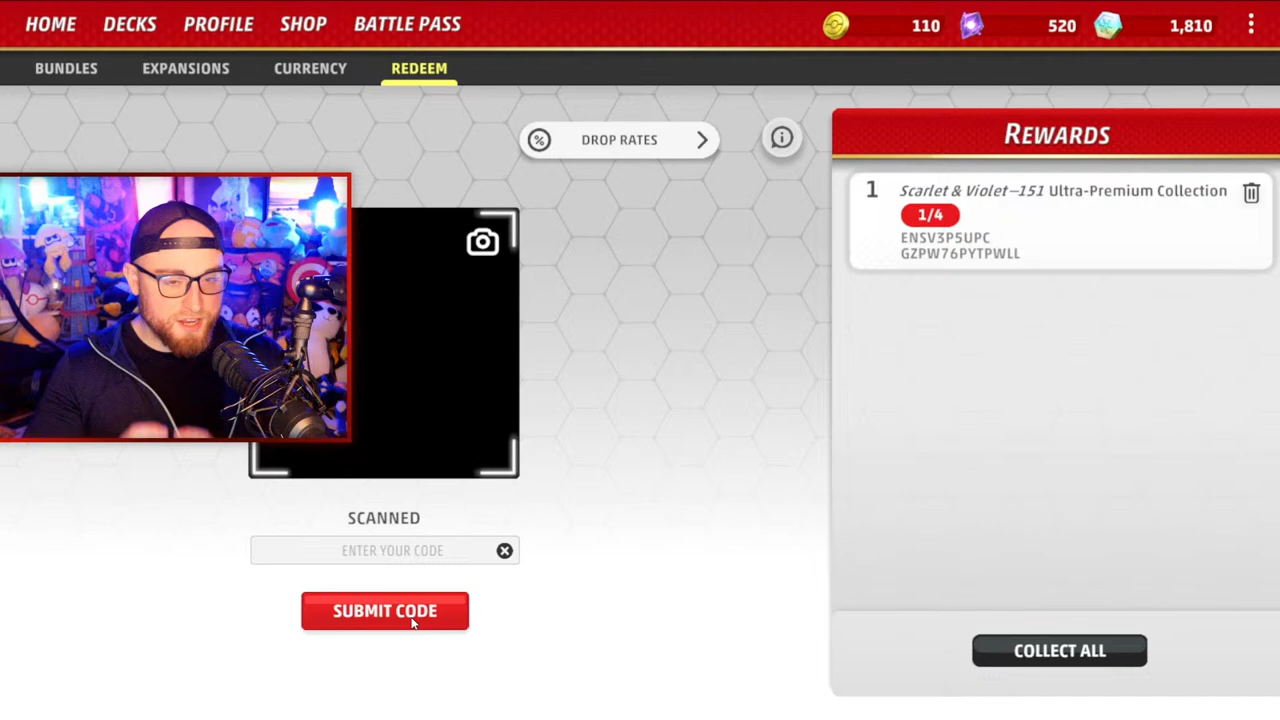 HOME DECKS PROFILE SHOP BATTLE PASS 110 520 1,810
BUNDLES EXPANSIONS CURRENCY REDEEM
% DROP RATES
Rewards
1 Scarlet & Violet—151 Ultra-Premium Collection
1/4
ENSV3P5UPC
GZPW76PYTPWLL
SCANNED
ENTER YOUR CODE
SUBMIT CODE
COLLECT ALL